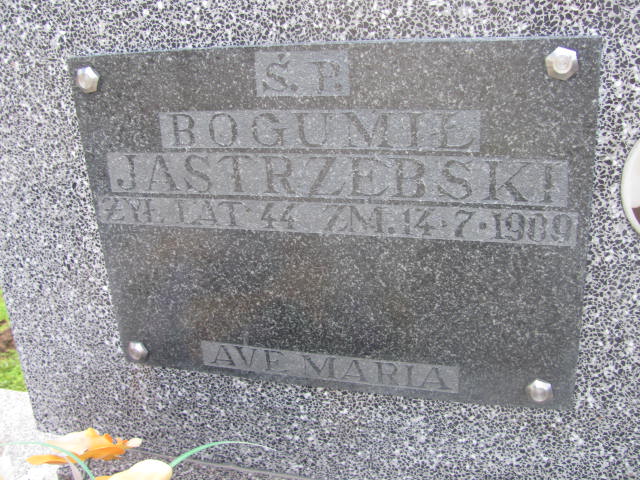 Ś. P.
BOGUMIŁ
JASTRZĘBSKI
ŻYŁ LAT 44 ZM. 14·7·1989
AVE MARIA